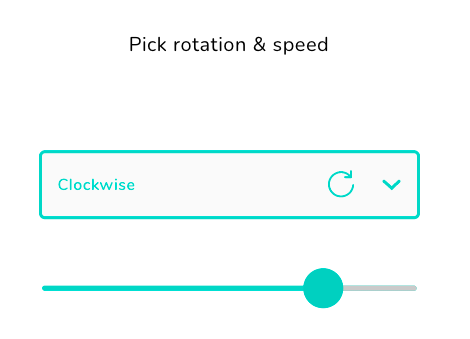 Pick rotation & speed
Clockwise